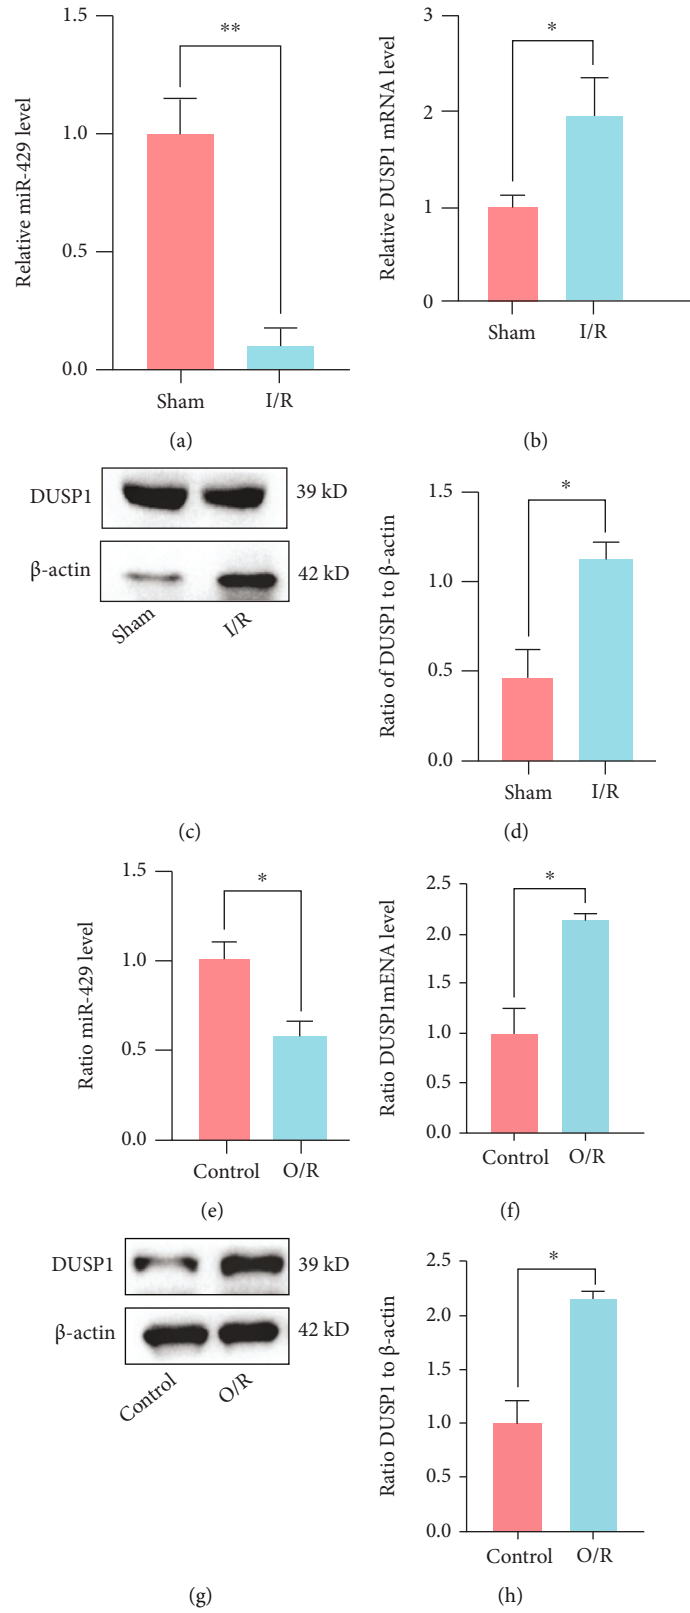 Relative miR-429 level
1.5
1.0
0.5
0.0
**
Sham
I/R
(a)
Relative DUSP1 mRNA level
3
2
1
0
*
Sham
I/R
(b)
DUSP1
39 kD
β-actin
42 kD
Sham
I/R
(c)
Ratio of DUSP1 to β-actin
1.5
1.0
0.5
0.0
*
Sham
I/R
(d)
Ratio miR-429 level
1.5
1.0
0.5
0.0
*
Control
O/R
(e)
Ratio DUSP1mENA level
2.5
2.0
1.5
1.0
0.5
0.0
*
Control
O/R
(f)
DUSP1
39 kD
β-actin
42 kD
Control
O/R
(g)
Ratio DUSP1 to β-actin
2.5
2.0
1.5
1.0
0.5
0.0
*
Control
O/R
(h)